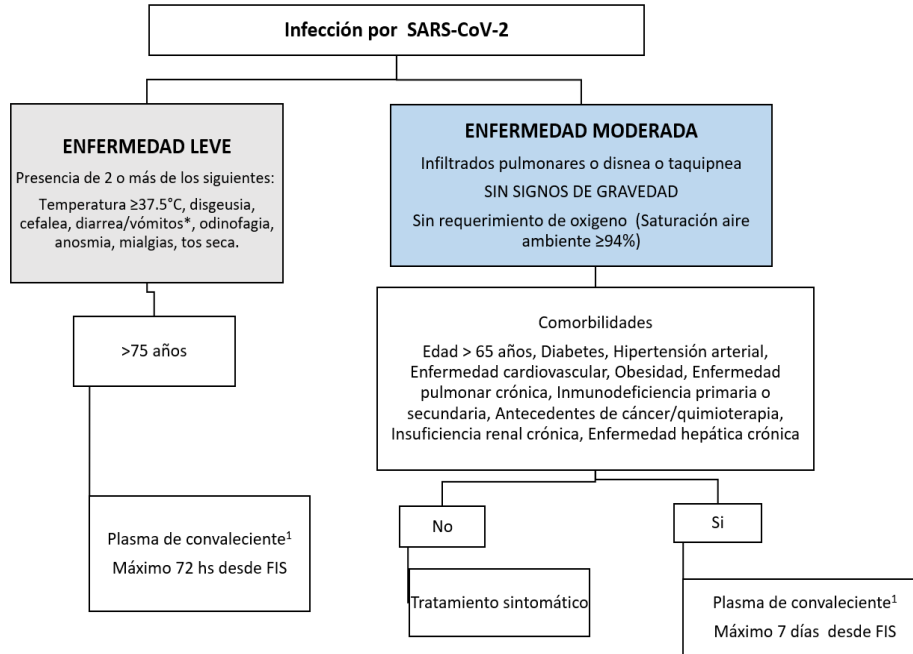 Infección por SARS-CoV-2
ENFERMEDAD LEVE
Presencia de 2 o más de los siguientes:
Temperatura ≥37.5°C, disgeusia,
cefalea, diarrea/vómitos*, odinofagia,
anosmia, mialgias, tos seca.
>75 años
Plasma de convaleciente¹
Máximo 72 hs desde FIS
ENFERMEDAD MODERADA
Infiltrados pulmonares o disnea o taquipnea
SIN SIGNOS DE GRAVEDAD
Sin requerimiento de oxigeno (Saturación aire
ambiente ≥94%)
Comorbilidades
Edad > 65 años, Diabetes, Hipertensión arterial,
Enfermedad cardiovascular, Obesidad, Enfermedad
pulmonar crónica, Inmunodeficiencia primaria o
secundaria, Antecedentes de cáncer/quimioterapia,
Insuficiencia renal crónica, Enfermedad hepática crónica
No
Tratamiento sintomático
Si
Plasma de convaleciente¹
Máximo 7 días desde FIS